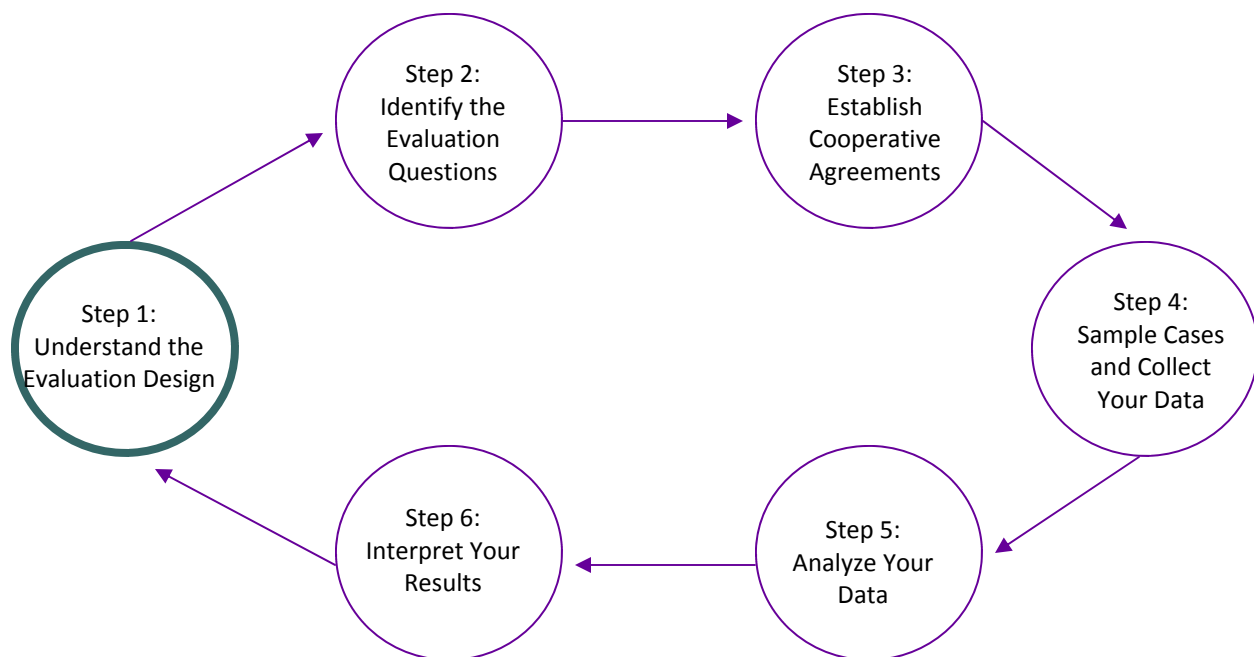 Step 1:
Understand the
Evaluation Design
Step 2:
Identify the
Evaluation
Questions
Step 3:
Establish
Cooperative
Agreements
Step 4:
Sample Cases
and Collect
Your Data
Step 5:
Analyze Your
Data
Step 6:
Interpret Your
Results